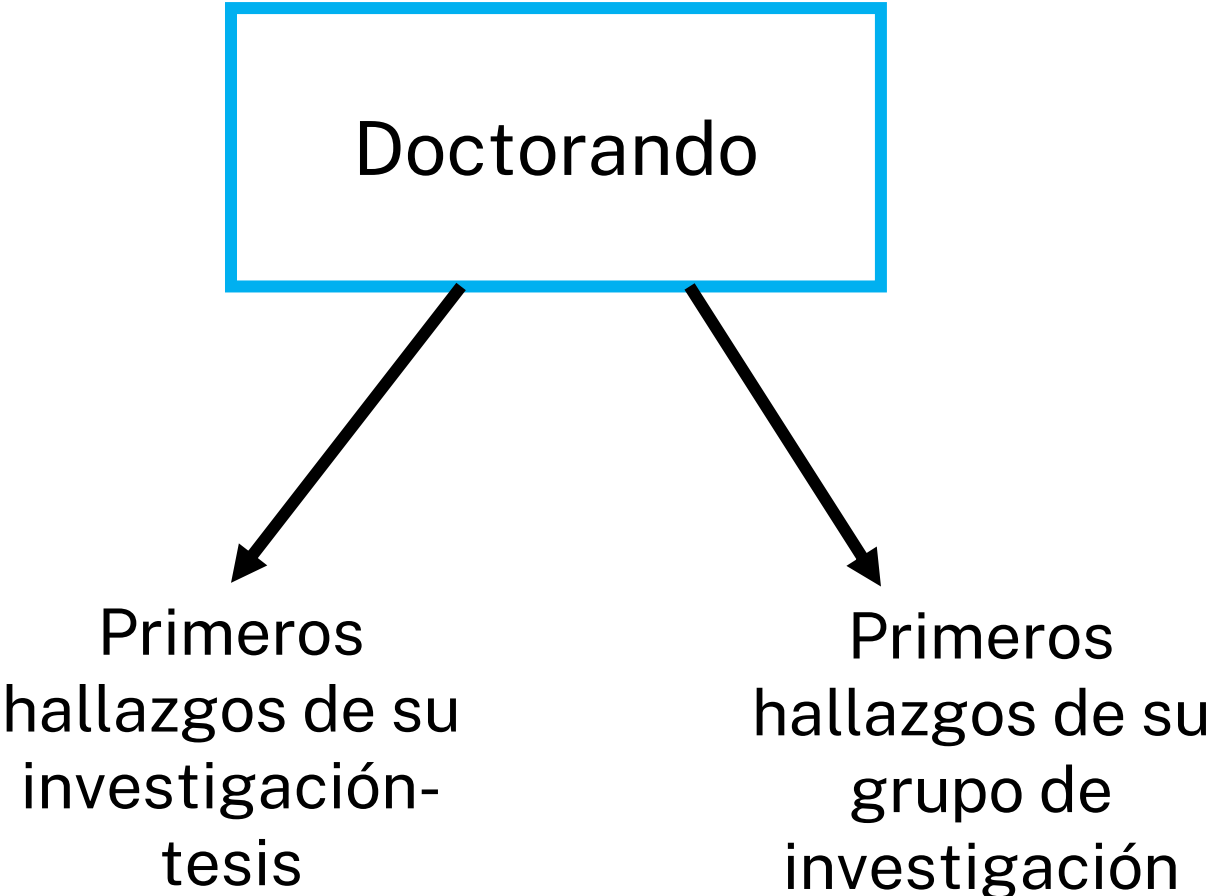 Doctorando
Primeros
hallazgos de su
investigación-
tesis
Primeros
hallazgos de su
grupo de
investigación